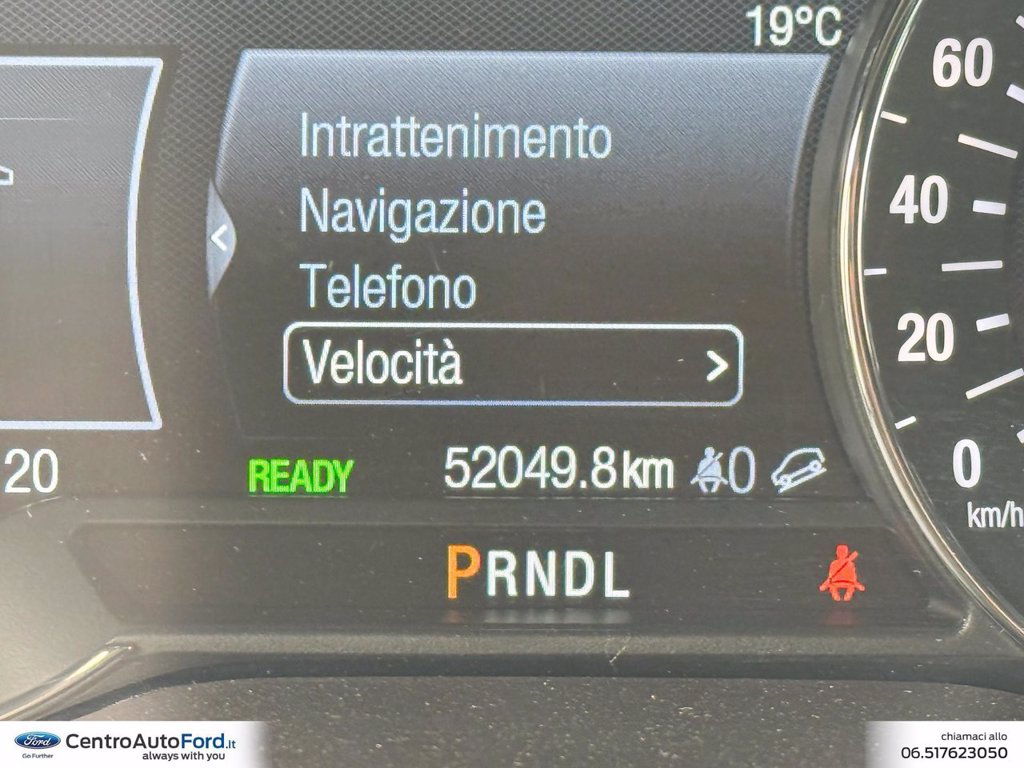 19°C
Intrattenimento
Navigazione
Telefono
Velocità >
60
40
20
0
km/h
20
READY 52049.8km 0
PRNDL
Ford
Go Further
CentroAutoFord.it
always with you
chiamaci allo
06.517623050